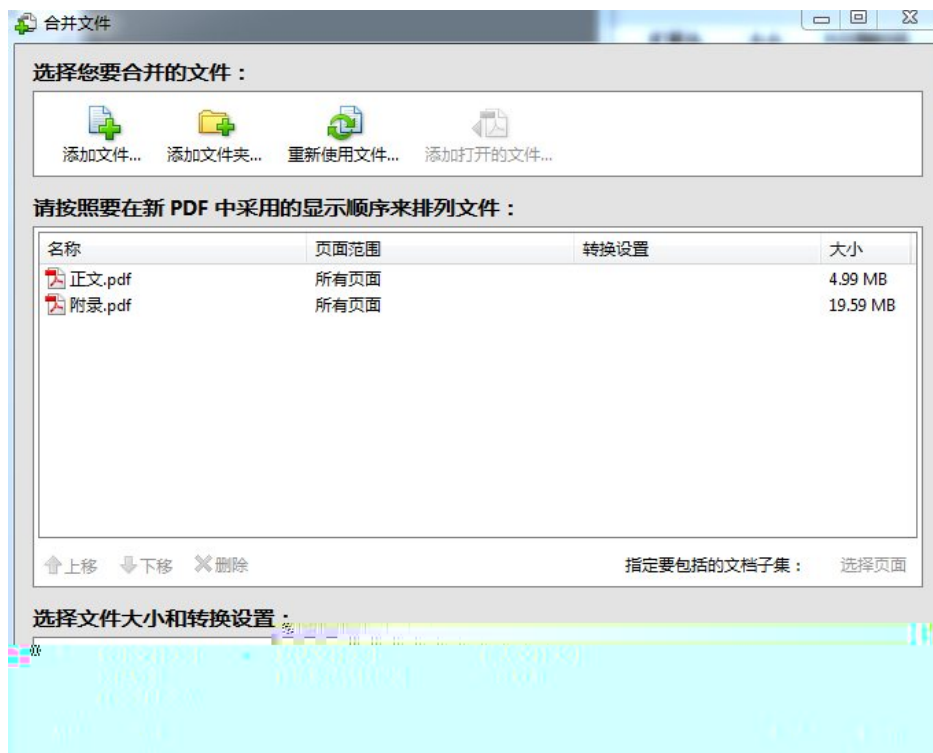 合并文件
选择您要合并的文件：
添加文件... 添加文件夹... 重新使用文件... 添加打开的文件...
请按照要在新 PDF 中采用的显示顺序来排列文件：
名称 页面范围 转换设置 大小
正文.pdf 所有页面 4.99 MB
附录.pdf 所有页面 19.59 MB
上移 下移 删除 指定要包括的文档子集： 选择页面
选择文件大小和转换设置：